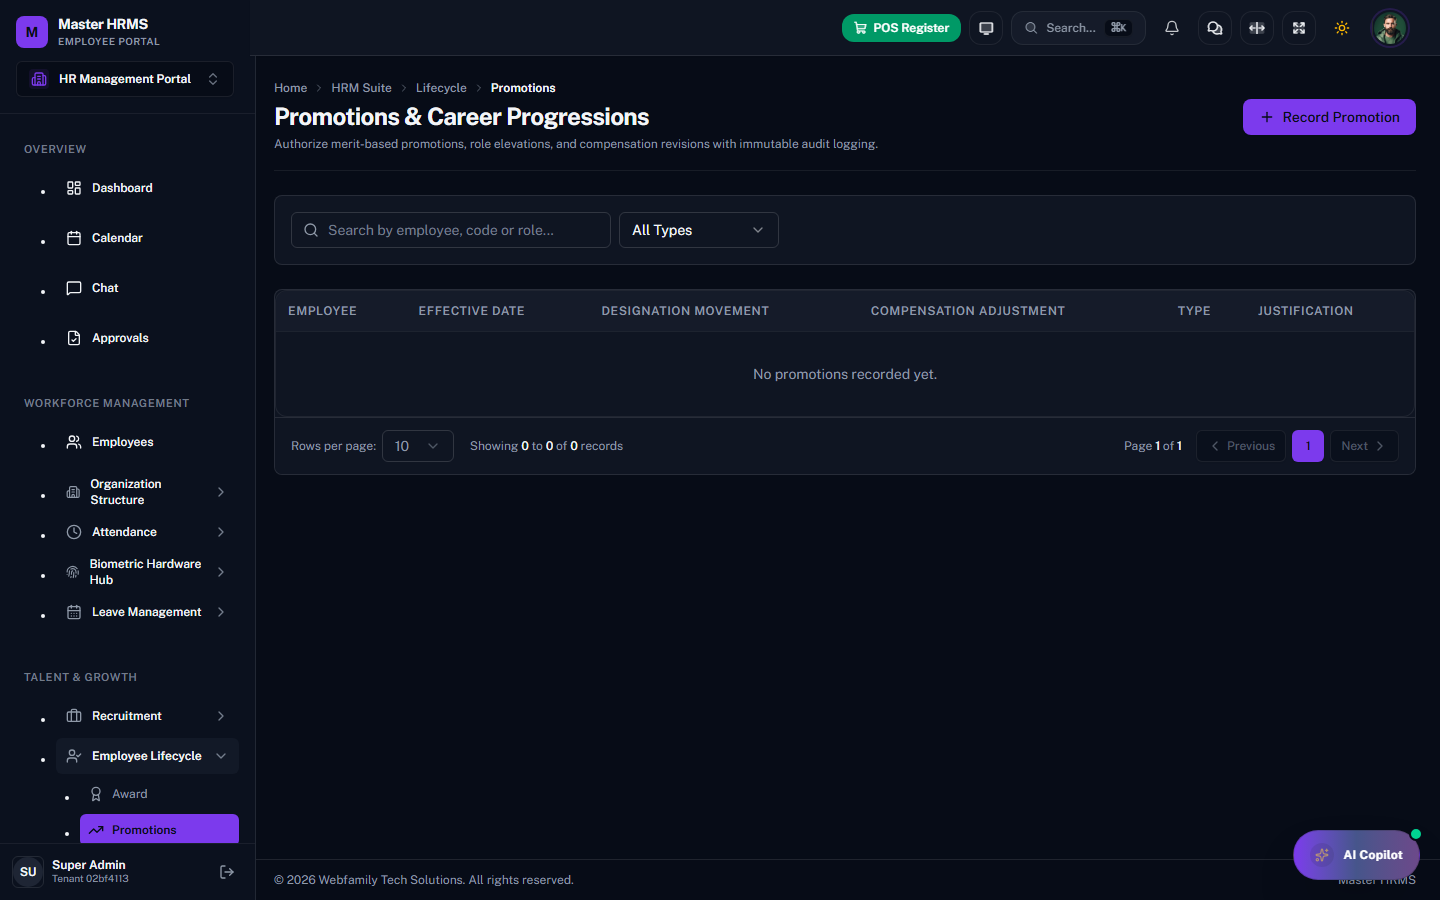 M
Master HRMS
EMPLOYEE PORTAL
HR Management Portal
POS Register
Search...
⌘K
OVERVIEW
Dashboard
Calendar
Chat
Approvals
WORKFORCE MANAGEMENT
Employees
Organization
Structure
Attendance
Biometric Hardware
Hub
Leave Management
TALENT & GROWTH
Recruitment
Employee Lifecycle
Award
Promotions
SU
Super Admin
Tenant 02bf4113
Home
HRM Suite
Lifecycle
Promotions
Promotions & Career Progressions
Authorize merit-based promotions, role elevations, and compensation revisions with immutable audit logging.
Record Promotion
Search by employee, code or role...
All Types
EMPLOYEE EFFECTIVE DATE DESIGNATION MOVEMENT COMPENSATION ADJUSTMENT TYPE JUSTIFICATION
No promotions recorded yet.
Rows per page: 10 Showing 0 to 0 of 0 records
Page 1 of 1 Previous 1 Next
AI Copilot
© 2026 Webfamily Tech Solutions. All rights reserved.
Master HRMS